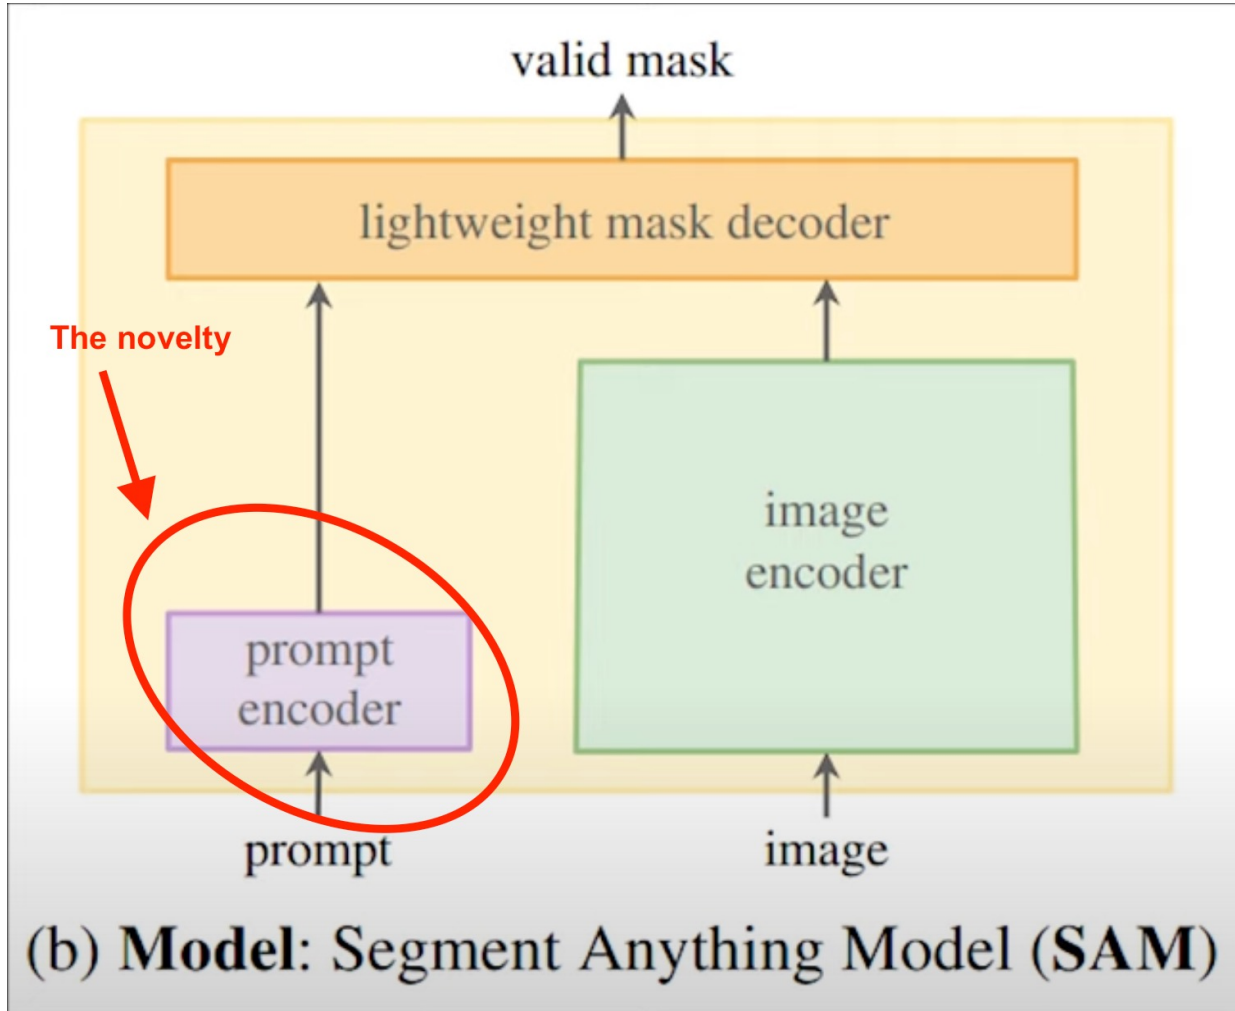 valid mask
lightweight mask decoder
The novelty
image
encoder
prompt
encoder
prompt
image
(b) Model: Segment Anything Model (SAM)